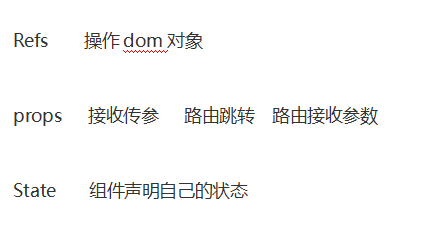 Refs 操作 dom 对象
props 接收传参 路由跳转 路由接收参数
State 组件声明自己的状态